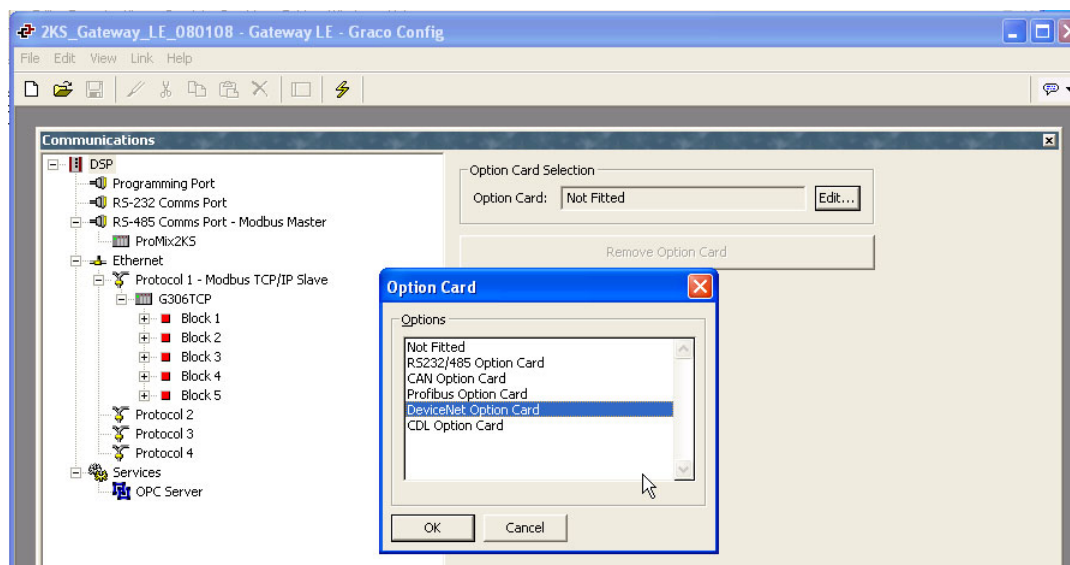 2KS_Gateway_LE_080108 - Gateway LE - Graco Config
File Edit View Link Help
Communications
DSP
Programming Port
RS-232 Comms Port
RS-485 Comms Port - Modbus Master
ProMix2KS
Ethernet
Protocol 1 - Modbus TCP/IP Slave
G306TCP
Block 1
Block 2
Block 3
Block 4
Block 5
Protocol 2
Protocol 3
Protocol 4
Services
OPC Server
Option Card Selection
Option Card: Not Fitted Edit...
Remove Option Card
Option Card
Options
Not Fitted
RS232/485 Option Card
CAN Option Card
Profibus Option Card
DeviceNet Option Card
CDL Option Card
OK Cancel